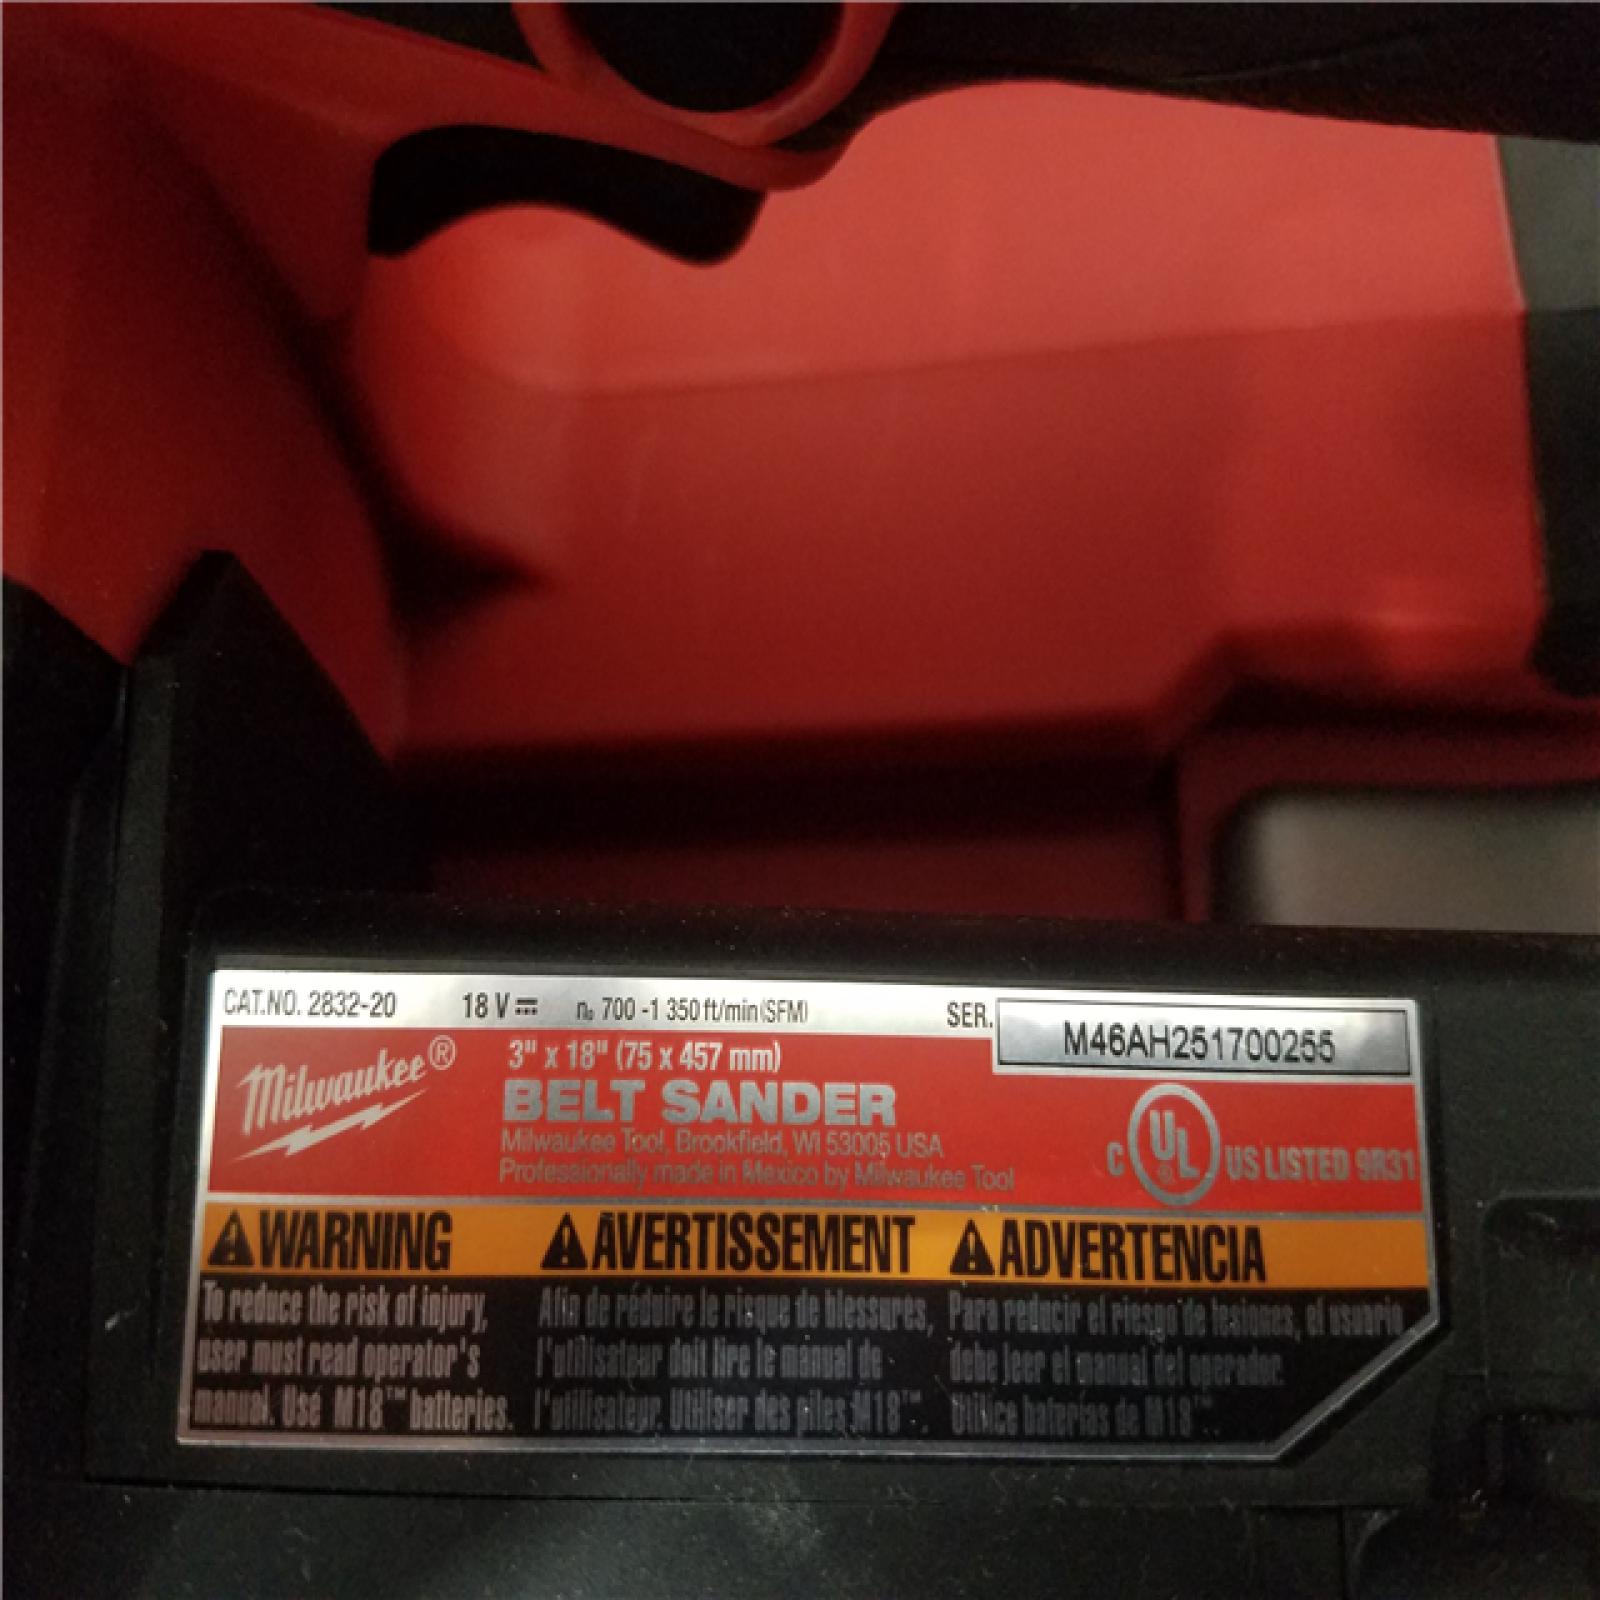 CAT.NO. 2832-20 18 V⎓ n₀ 700 -1 350 ft/min(SFM) SER. M46AH251700255
Milwaukee®
3" x 18" (75 x 457 mm)
BELT SANDER
Milwaukee Tool, Brookfield, WI 53005 USA
Professionally made in Mexico by Milwaukee Tool
C UL® US LISTED 9R31
WARNING
To reduce the risk of injury,
user must read operator's
manual. Use M18™ batteries.
AVERTISSEMENT
Afin de réduire le risque de blessures,
l'utilisateur doit lire le manual de
l'utilisateur. Utiliser des piles M18™.
ADVERTENCIA
Para reducir el riesgo de lesiones, el usuario
debe leer el manual del operador.
Utilice baterías de M18™.